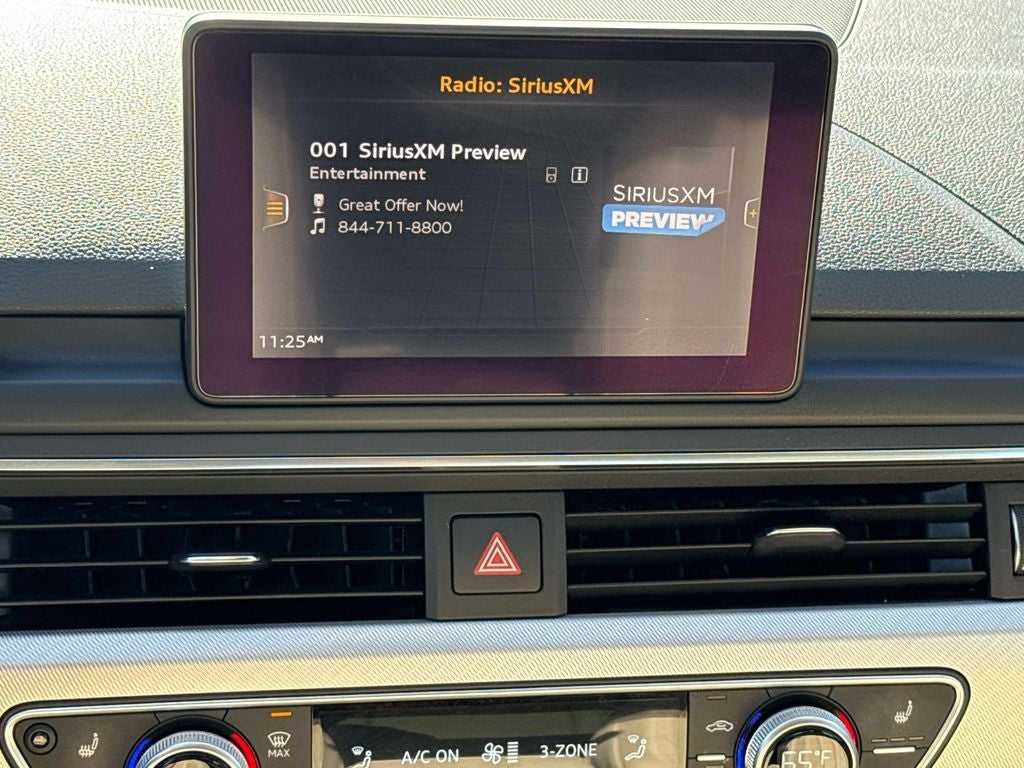 Radio: SiriusXM
001 SiriusXM Preview
Entertainment
Great Offer Now!
844-711-8800
SIRIUSXM
PREVIEW
11:25AM
MAX
A/C ON
3-ZONE
65°F